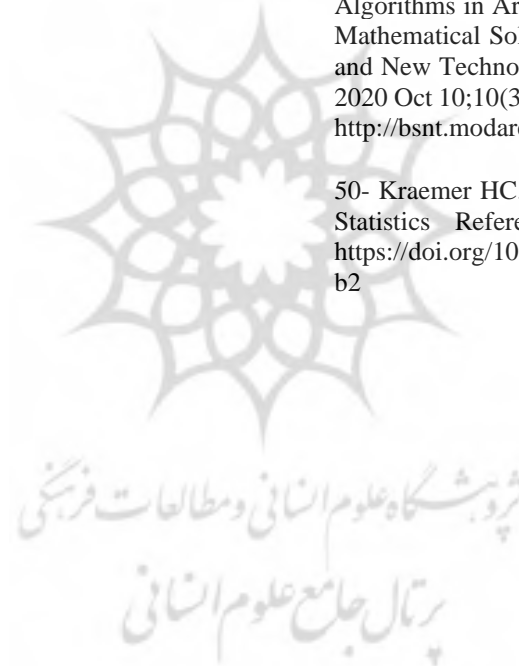 Algorithms in Ar
Mathematical Sol
and New Techno
2020 Oct 10;10(3
http://bsnt.modar
50- Kraemer HC.
Statistics Refere
https://doi.org/10
b2
پژوهشگاه علوم انسانی و مطالعات فرهنگی
پرتال جامع علوم انسانی